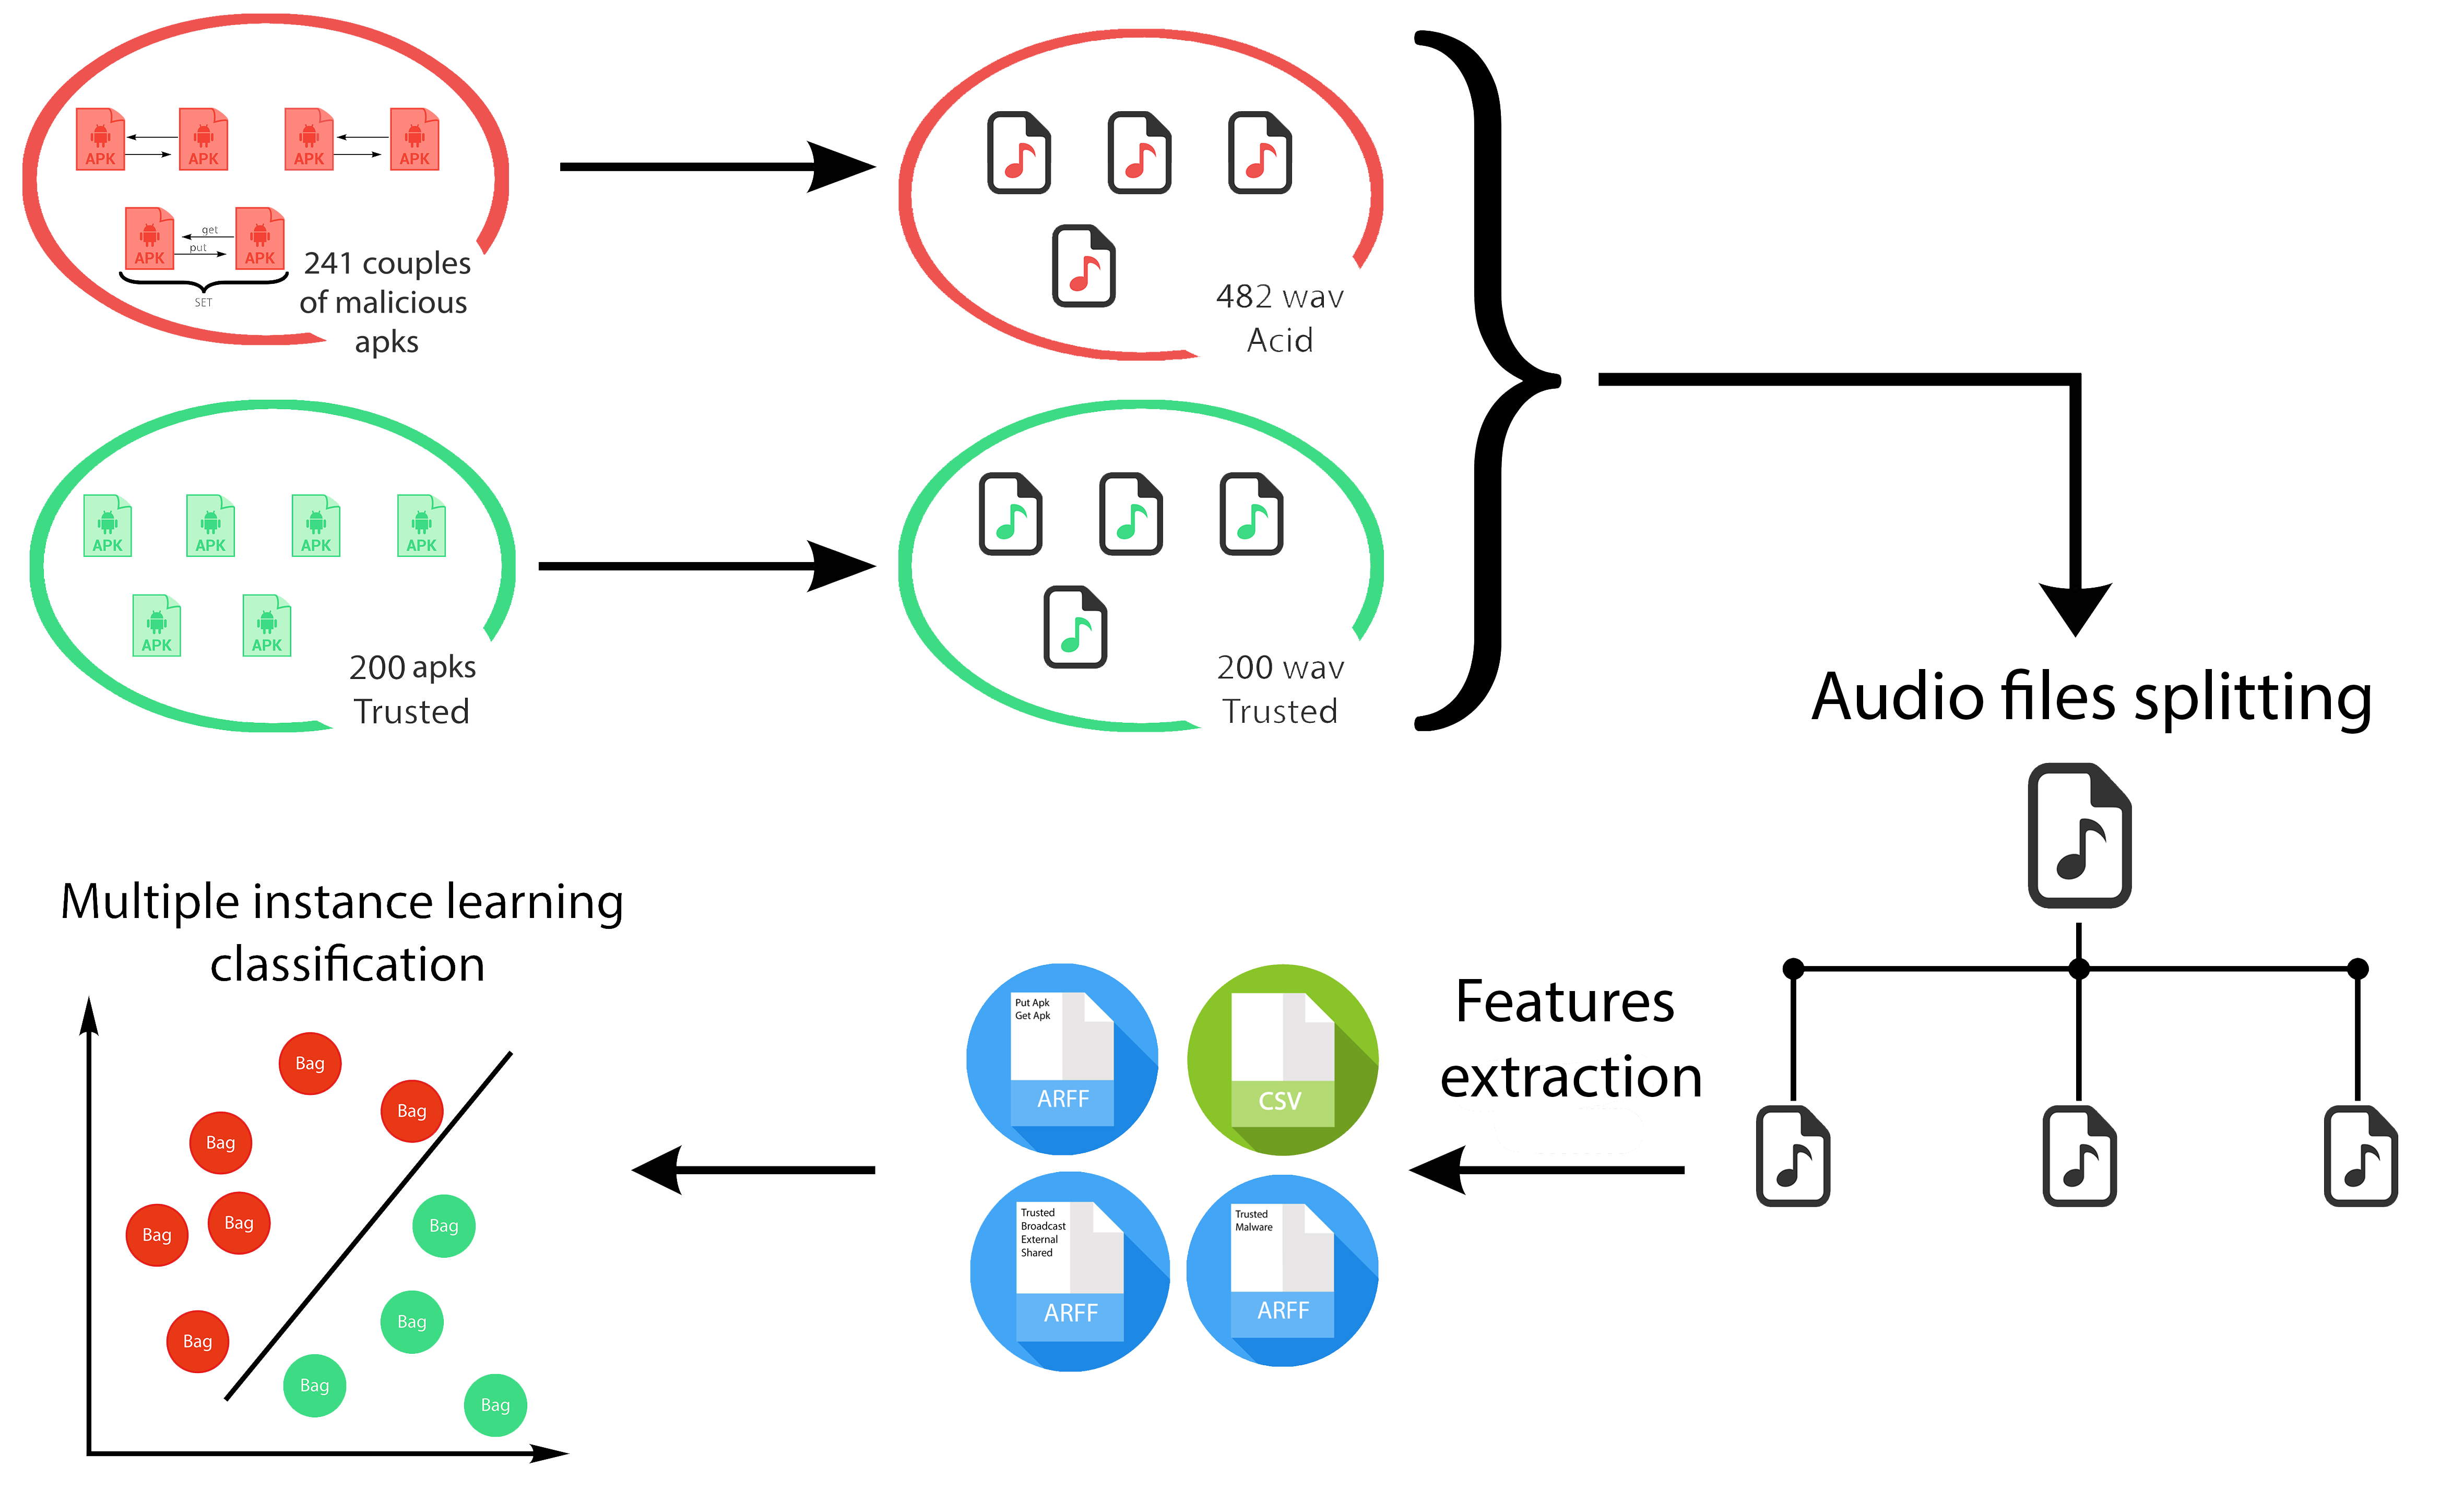 APK
APK
APK
APK
APK
get
put
APK
SET
241 couples
of malicious
apks
482 wav
Acid
APK
APK
APK
APK
APK
APK
200 apks
Trusted
200 wav
Trusted
Audio files splitting
Features
extraction
Put Apk
Get Apk
ARFF
CSV
Trusted
Broadcast
External
Shared
ARFF
Trusted
Malware
ARFF
Multiple instance learning
classification
Bag
Bag
Bag
Bag
Bag
Bag
Bag
Bag
Bag
Bag